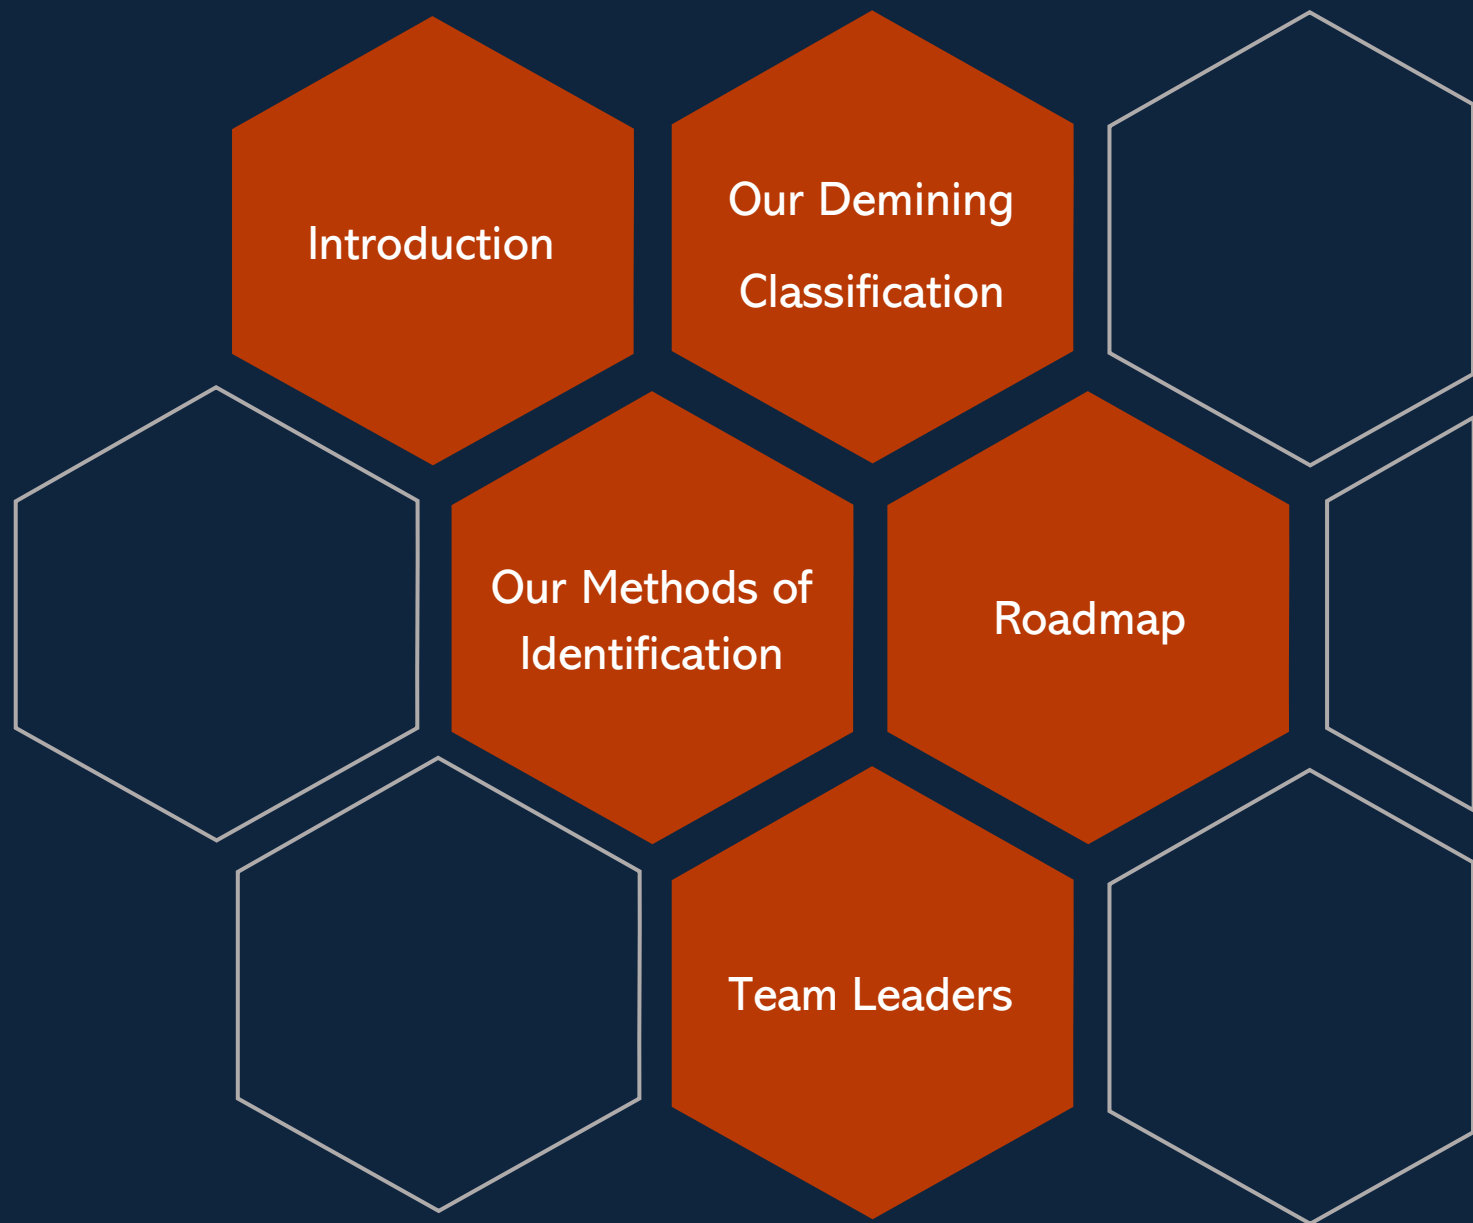 Introduction
Our Demining
Classification
Our Methods of
Identification
Roadmap
Team Leaders